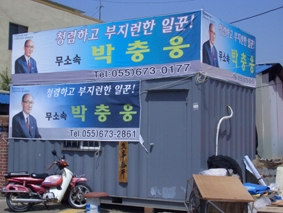 청렴하고 부지런한 일꾼!
무소속 박충웅
Tel:055)673-0177
청렴하고 부지런한 일꾼!
무소속 박충웅
Tel:055)673-2861